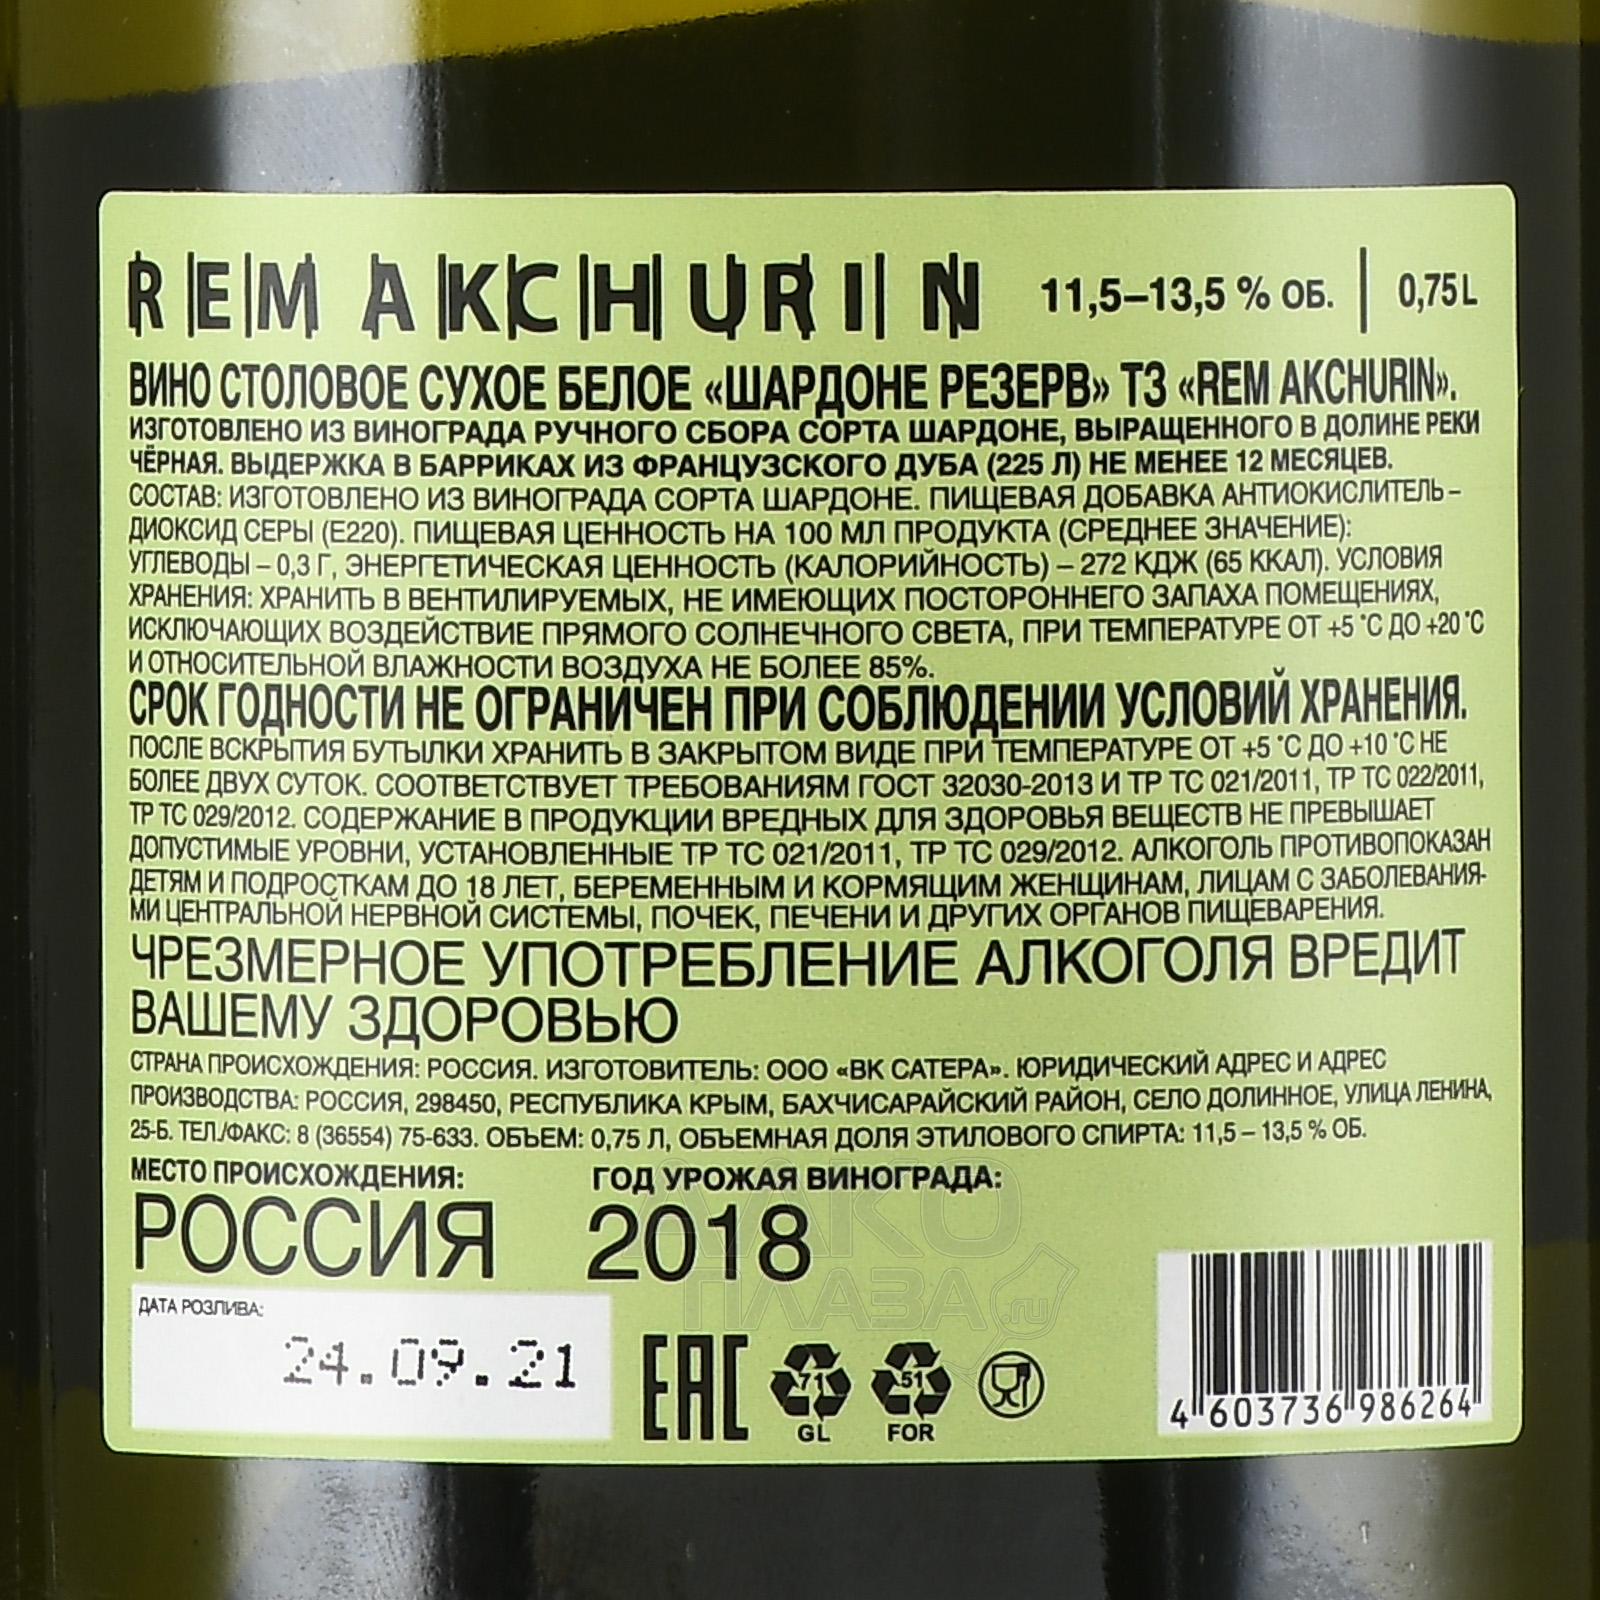 REM AKCHURIN 11,5–13,5 % ОБ. | 0,75 L
ВИНО СТОЛОВОЕ СУХОЕ БЕЛОЕ «ШАРДОНЕ РЕЗЕРВ» ТЗ «REM AKCHURIN».
ИЗГОТОВЛЕНО ИЗ ВИНОГРАДА РУЧНОГО СБОРА СОРТА ШАРДОНЕ, ВЫРАЩЕННОГО В ДОЛИНЕ РЕКИ
ЧЁРНАЯ. ВЫДЕРЖКА В БАРРИКАХ ИЗ ФРАНЦУЗСКОГО ДУБА (225 Л) НЕ МЕНЕЕ 12 МЕСЯЦЕВ.
СОСТАВ: ИЗГОТОВЛЕНО ИЗ ВИНОГРАДА СОРТА ШАРДОНЕ. ПИЩЕВАЯ ДОБАВКА АНТИОКИСЛИТЕЛЬ –
ДИОКСИД СЕРЫ (Е220). ПИЩЕВАЯ ЦЕННОСТЬ НА 100 МЛ ПРОДУКТА (СРЕДНЕЕ ЗНАЧЕНИЕ):
УГЛЕВОДЫ – 0,3 Г, ЭНЕРГЕТИЧЕСКАЯ ЦЕННОСТЬ (КАЛОРИЙНОСТЬ) – 272 КДЖ (65 ККАЛ). УСЛОВИЯ
ХРАНЕНИЯ: ХРАНИТЬ В ВЕНТИЛИРУЕМЫХ, НЕ ИМЕЮЩИХ ПОСТОРОННЕГО ЗАПАХА ПОМЕЩЕНИЯХ,
ИСКЛЮЧАЮЩИХ ВОЗДЕЙСТВИЕ ПРЯМОГО СОЛНЕЧНОГО СВЕТА, ПРИ ТЕМПЕРАТУРЕ ОТ +5 °С ДО +20 °С
И ОТНОСИТЕЛЬНОЙ ВЛАЖНОСТИ ВОЗДУХА НЕ БОЛЕЕ 85%.
СРОК ГОДНОСТИ НЕ ОГРАНИЧЕН ПРИ СОБЛЮДЕНИИ УСЛОВИЙ ХРАНЕНИЯ.
ПОСЛЕ ВСКРЫТИЯ БУТЫЛКИ ХРАНИТЬ В ЗАКРЫТОМ ВИДЕ ПРИ ТЕМПЕРАТУРЕ ОТ +5 °С ДО +10 °С НЕ
БОЛЕЕ ДВУХ СУТОК. СООТВЕТСТВУЕТ ТРЕБОВАНИЯМ ГОСТ 32030-2013 И ТР ТС 021/2011, ТР ТС 022/2011,
ТР ТС 029/2012. СОДЕРЖАНИЕ В ПРОДУКЦИИ ВРЕДНЫХ ДЛЯ ЗДОРОВЬЯ ВЕЩЕСТВ НЕ ПРЕВЫШАЕТ
ДОПУСТИМЫЕ УРОВНИ, УСТАНОВЛЕННЫЕ ТР ТС 021/2011, ТР ТС 029/2012. АЛКОГОЛЬ ПРОТИВОПОКАЗАН
ДЕТЯМ И ПОДРОСТКАМ ДО 18 ЛЕТ, БЕРЕМЕННЫМ И КОРМЯЩИМ ЖЕНЩИНАМ, ЛИЦАМ С ЗАБОЛЕВАНИЯ-
МИ ЦЕНТРАЛЬНОЙ НЕРВНОЙ СИСТЕМЫ, ПОЧЕК, ПЕЧЕНИ И ДРУГИХ ОРГАНОВ ПИЩЕВАРЕНИЯ.
ЧРЕЗМЕРНОЕ УПОТРЕБЛЕНИЕ АЛКОГОЛЯ ВРЕДИТ
ВАШЕМУ ЗДОРОВЬЮ
СТРАНА ПРОИСХОЖДЕНИЯ: РОССИЯ. ИЗГОТОВИТЕЛЬ: ООО «ВК САТЕРА». ЮРИДИЧЕСКИЙ АДРЕС И АДРЕС
ПРОИЗВОДСТВА: РОССИЯ, 298450, РЕСПУБЛИКА КРЫМ, БАХЧИСАРАЙСКИЙ РАЙОН, СЕЛО ДОЛИННОЕ, УЛИЦА ЛЕНИНА,
25-Б. ТЕЛ./ФАКС: 8 (36554) 75-633. ОБЪЕМ: 0,75 Л, ОБЪЕМНАЯ ДОЛЯ ЭТИЛОВОГО СПИРТА: 11,5 – 13,5 % ОБ.
МЕСТО ПРОИСХОЖДЕНИЯ: ГОД УРОЖАЯ ВИНОГРАДА:
РОССИЯ 2018
АЛКО
ПЛАЗА.ru
ДАТА РОЗЛИВА:
24.09.21
EAC 71 51
GL FOR
4 603736 986264